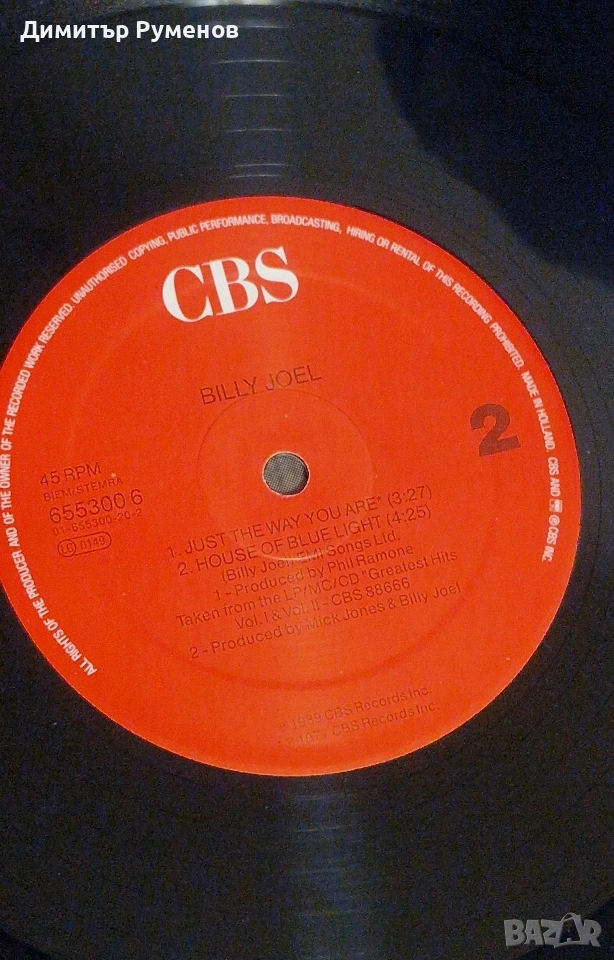 Димитър Руменов
ALL RIGHTS OF THE PRODUCER AND OF THE OWNER OF THE RECORDED WORK RESERVED. UNAUTHORISED COPYING, PUBLIC PERFORMANCE, BROADCASTING, HIRING OR RENTAL OF THIS RECORDING PROHIBITED. MADE IN HOLLAND. CBS AND ℗ © CBS INC.
CBS
BILLY JOEL
2
45 RPM
BIEM/STEMRA
655300 6
01-655300-20-2
LC 0149
1. JUST THE WAY YOU ARE* (3:27)
2. HOUSE OF BLUE LIGHT (4:25)
(Billy Joel) EMI Songs Ltd.
1 - Produced by Phil Ramone
Taken from the LP/MC/CD "Greatest Hits
Vol. I & Vol. II - CBS 88666
2 - Produced by Mick Jones & Billy Joel
1989 CBS Records Inc.
CBS Records Inc.
BAZAR